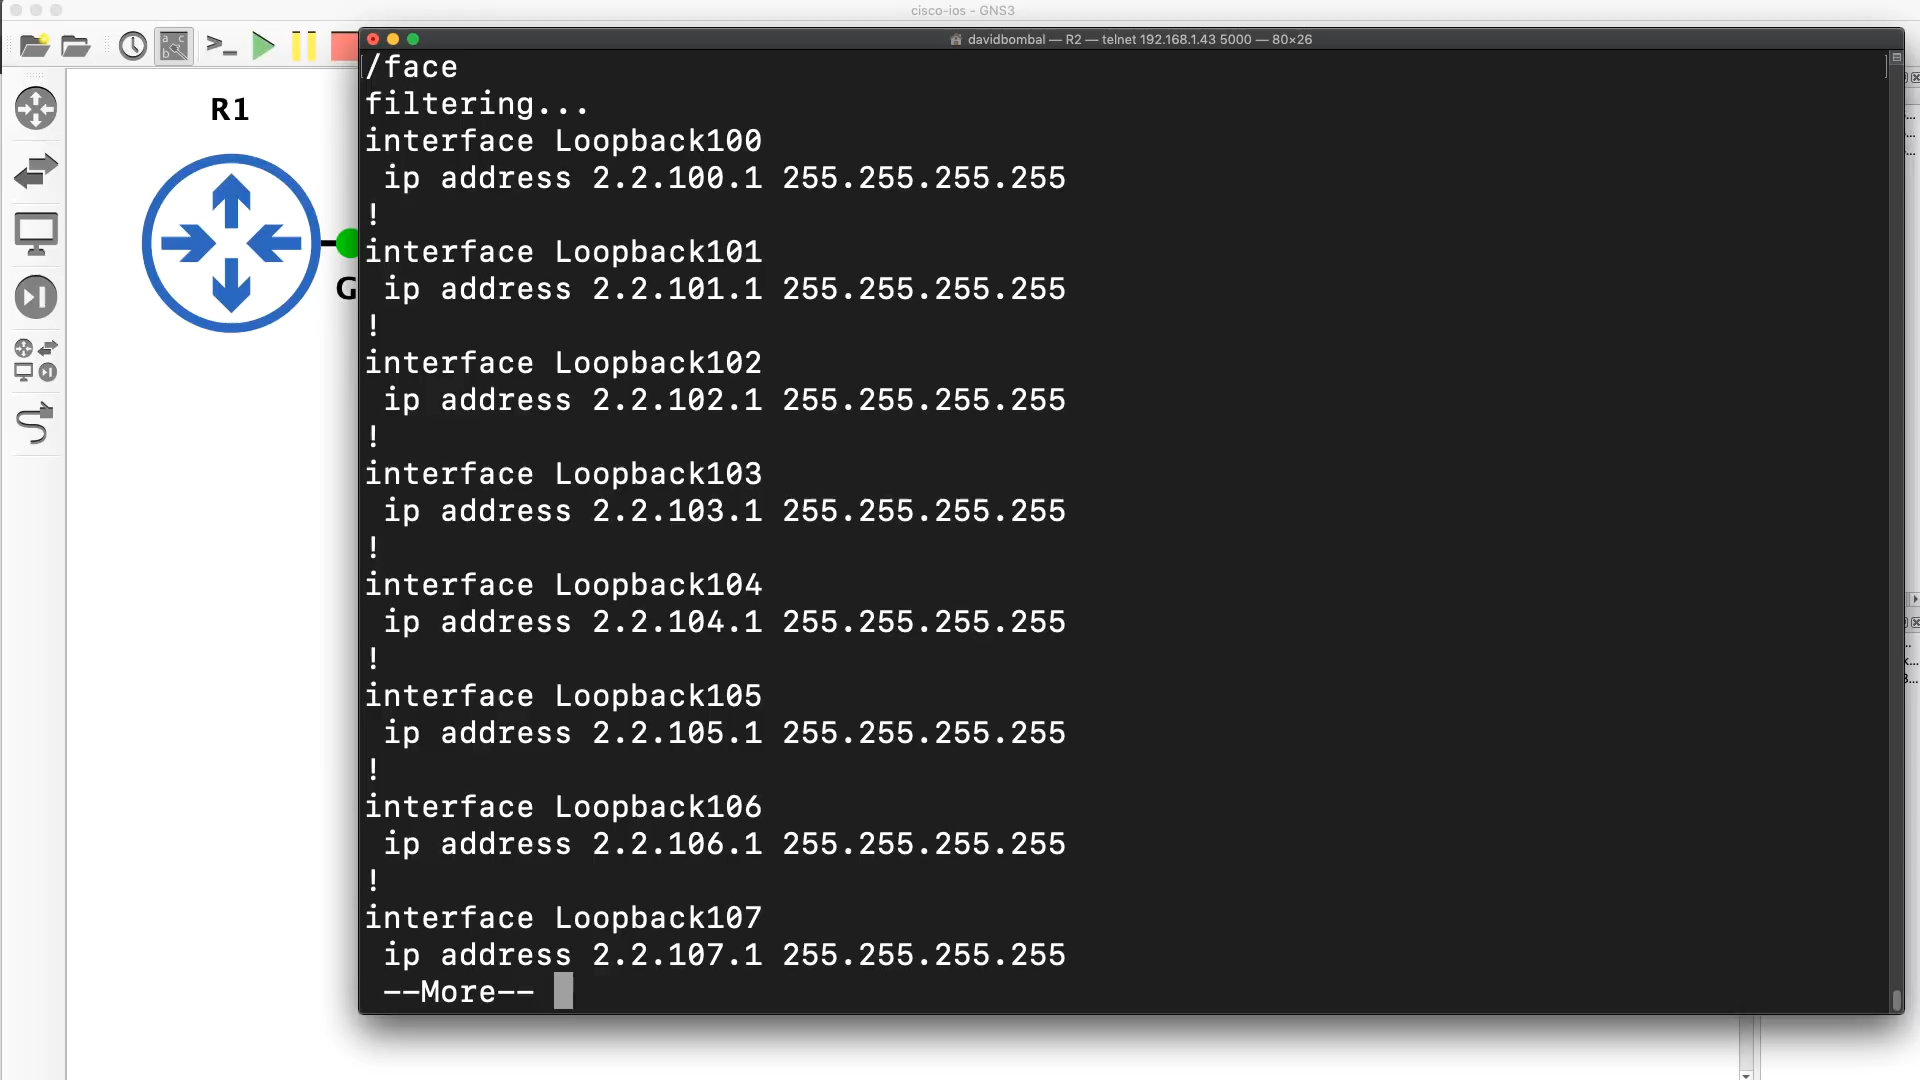 cisco-ios - GNS3
davidbombal — R2 — telnet 192.168.1.43 5000 — 80×26
R1
G
/face
filtering...
interface Loopback100
 ip address 2.2.100.1 255.255.255.255
!
interface Loopback101
 ip address 2.2.101.1 255.255.255.255
!
interface Loopback102
 ip address 2.2.102.1 255.255.255.255
!
interface Loopback103
 ip address 2.2.103.1 255.255.255.255
!
interface Loopback104
 ip address 2.2.104.1 255.255.255.255
!
interface Loopback105
 ip address 2.2.105.1 255.255.255.255
!
interface Loopback106
 ip address 2.2.106.1 255.255.255.255
!
interface Loopback107
 ip address 2.2.107.1 255.255.255.255
 --More--